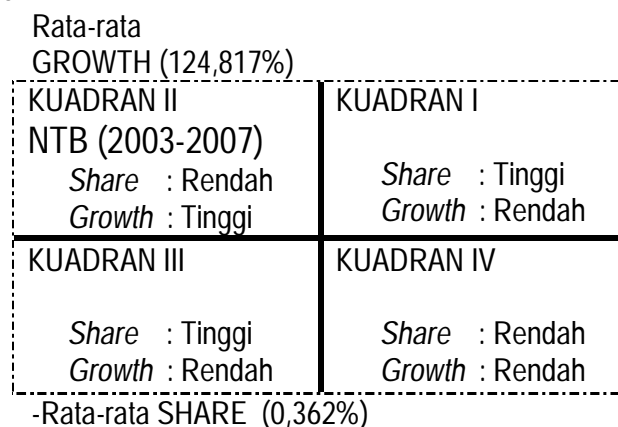 Rata-rata
GROWTH (124,817%)
KUADRAN II
NTB (2003-2007)
Share : Rendah
Growth : Tinggi
KUADRAN I
Share : Tinggi
Growth : Rendah
KUADRAN III
Share : Tinggi
Growth : Rendah
KUADRAN IV
Share : Rendah
Growth : Rendah
-Rata-rata SHARE (0,362%)